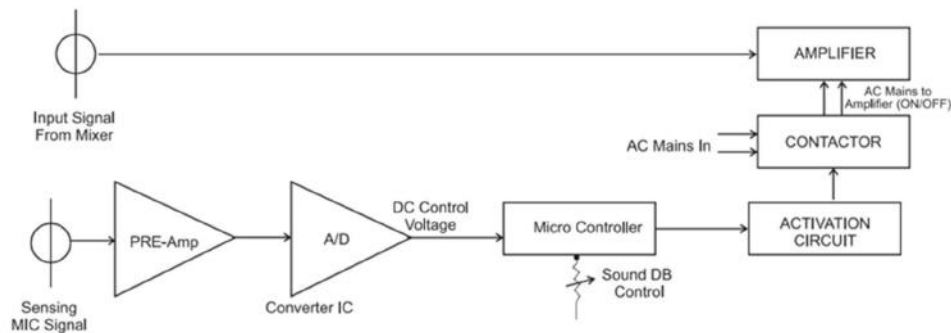 AMPLIFIER
Input Signal
From Mixer
AC Mains to
Amplifier (ON/OFF)
AC Mains In
CONTACTOR
DC Control
Voltage
PRE-Amp
A/D
Micro Controller
ACTIVATION
CIRCUIT
Sound DB
Control
Sensing
MIC Signal
Converter IC